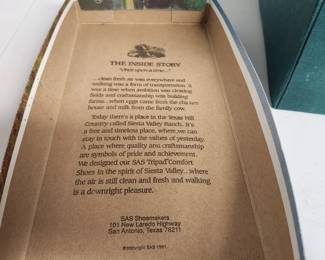 THE INSIDE STORY
"Once upon a time..."
clean fresh air was everywhere and
walking was a form of transportation. It
was a time when ambition was clearing
fields and craftsmanship was building
farms...when eggs came from the chicken
house and milk from the family cow.
Today there's a place in the Texas Hill
Country called Siesta Valley Ranch. It's
a free and timeless place, where we can
stay in touch with the values of yesterday.
A place where quality and craftsmanship
are symbols of pride and achievement.
We designed our SAS Tripad Comfort
Shoes in the spirit of Siesta Valley...where
the air is still clean and fresh and walking
is a downright pleasure.
SAS Shoemakers
101 New Laredo Highway
San Antonio, Texas 78211
©copyright SAS 1991